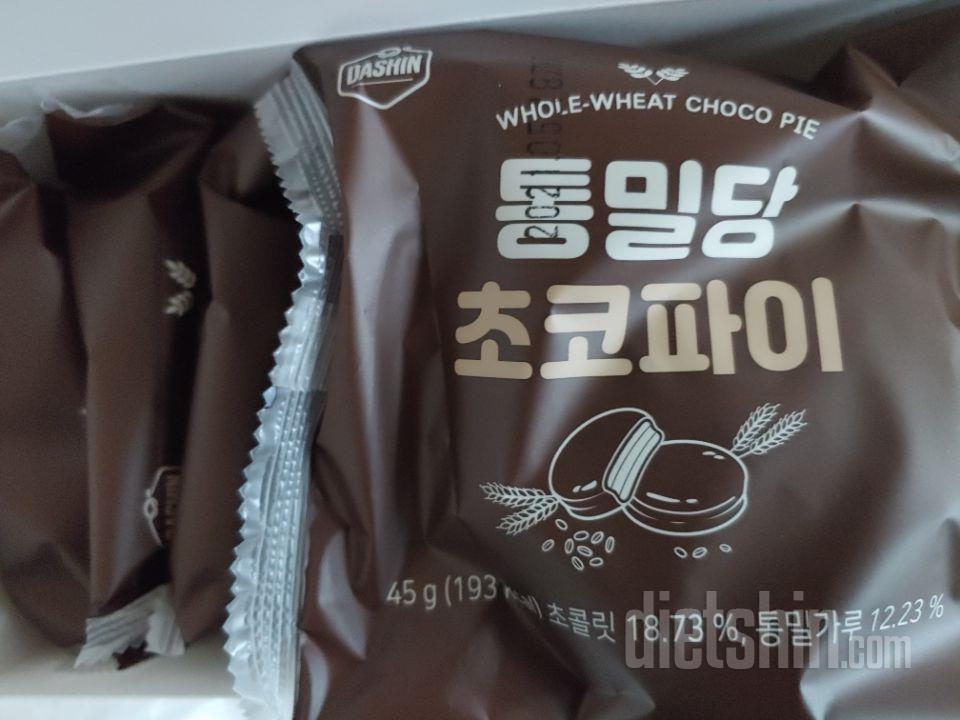 DASHIN
WHOLE-WHEAT CHOCO PIE
통밀당
초코파이
45 g (193 kcal) 초콜릿 18.73 %, 통밀가루 12.23 %
dietshin.com